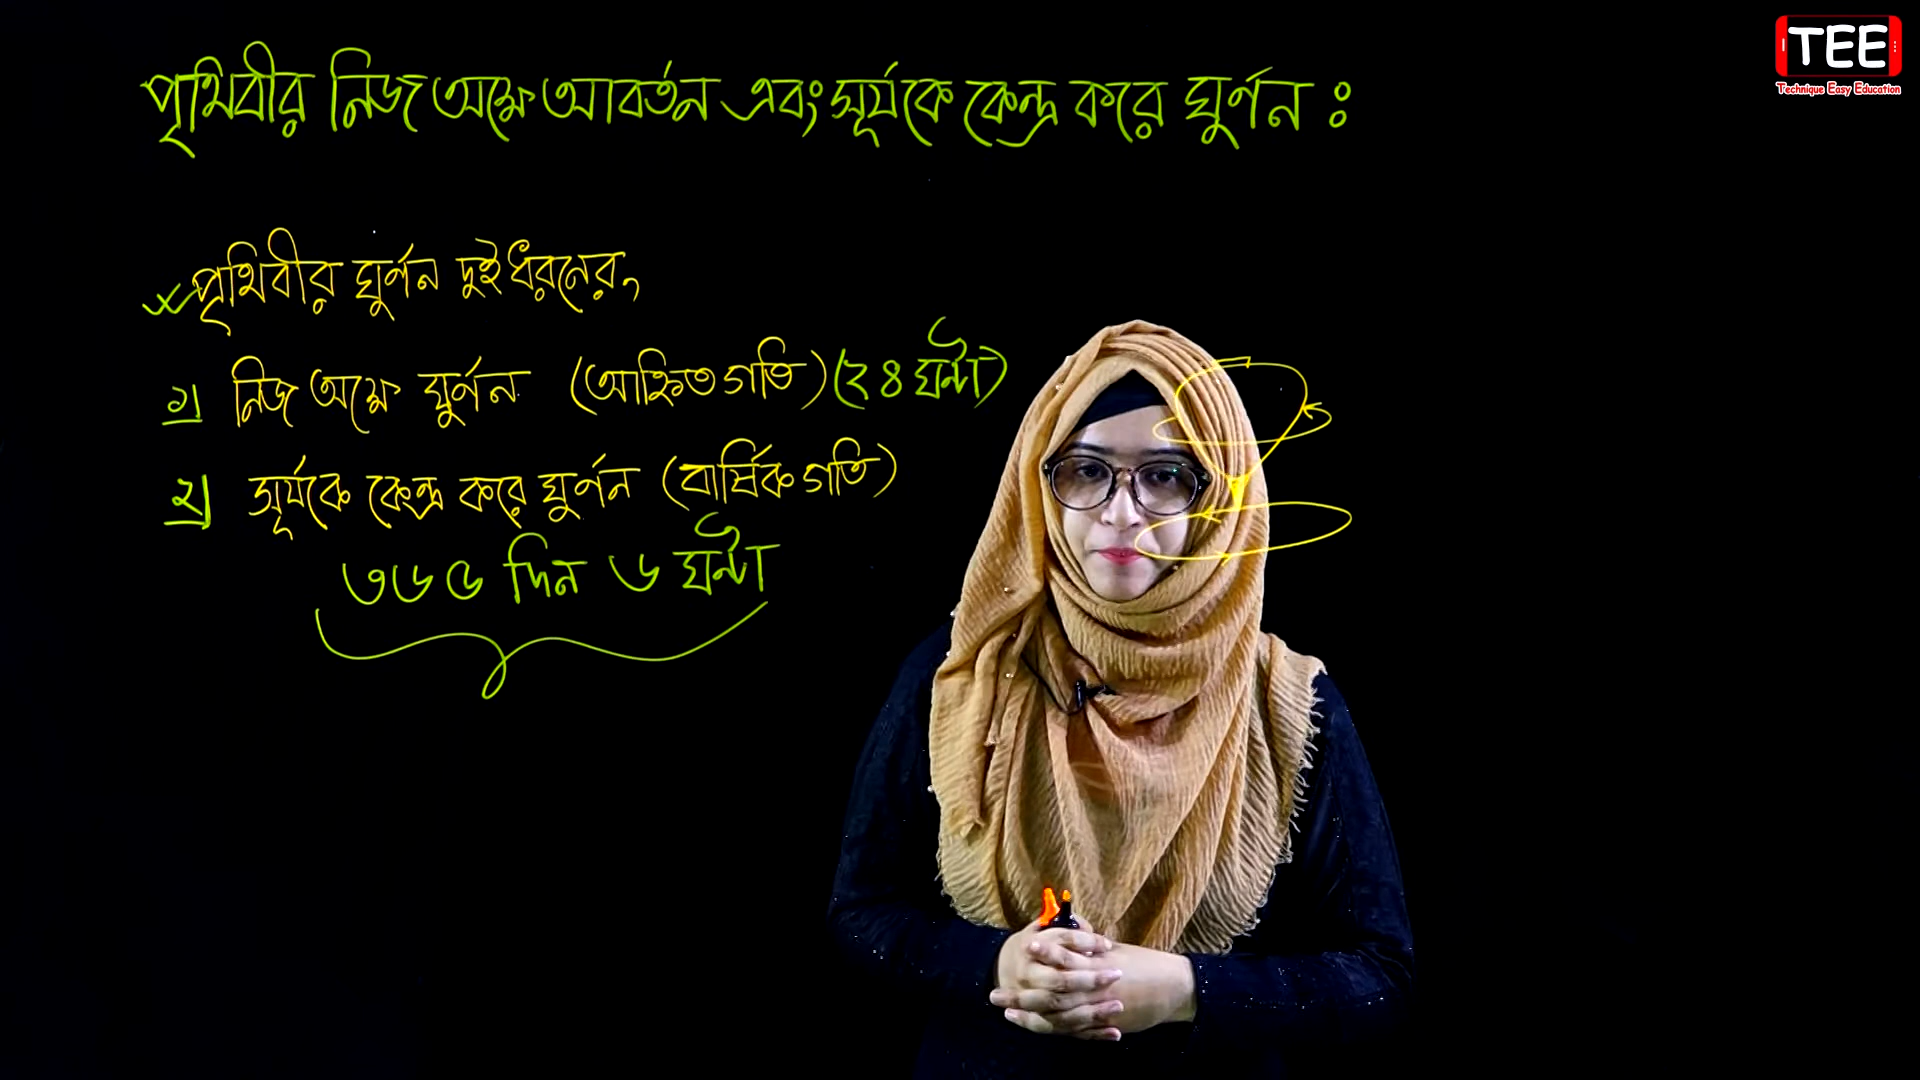 TEE
Technique Easy Education
পৃথিবীর নিজ অক্ষে আবর্তন এবং সূর্যকে কেন্দ্র করে ঘুর্ণন :
পৃথিবীর ঘুর্ণন দুই ধরনের,
১) নিজ অক্ষে ঘুর্ণন (আহ্নিত গতি) (২৪ ঘন্টা)
২) সূর্যকে কেন্দ্র করে ঘুর্ণন (বার্ষিক গতি)
৩৬৫ দিন ৬ ঘন্টা